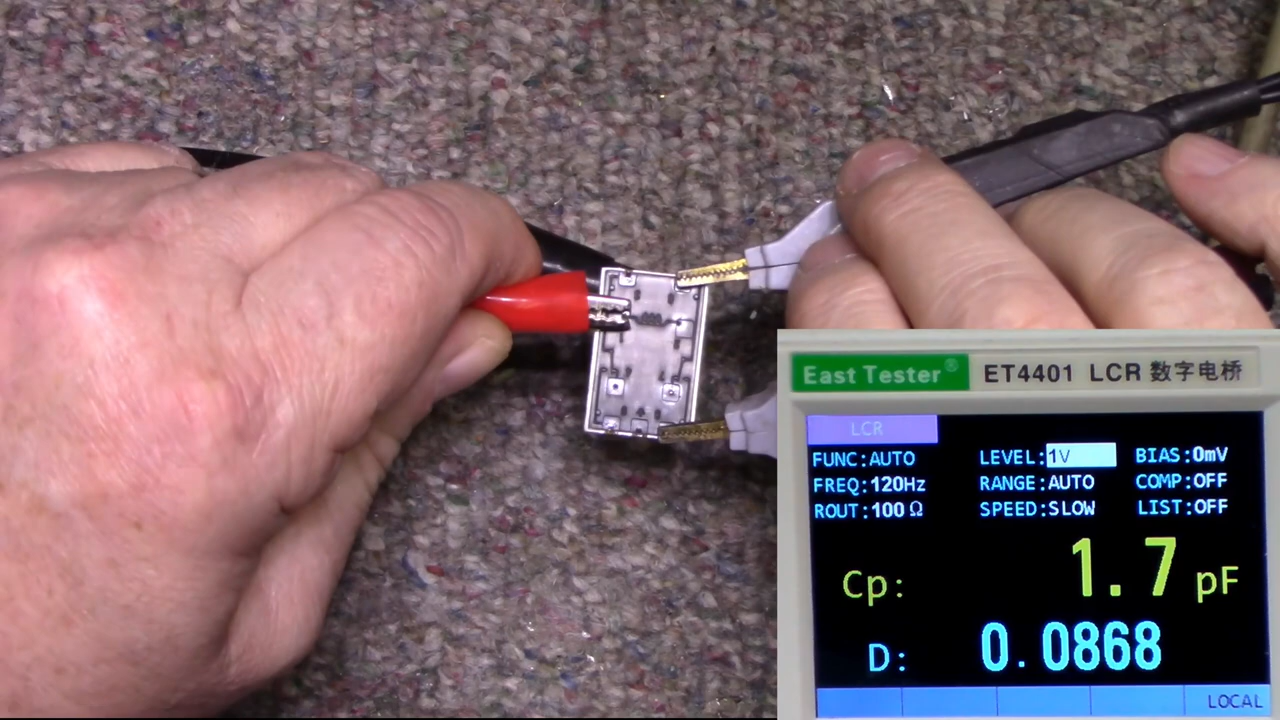 East Tester® ET4401 LCR 数字电桥
LCR
FUNC:AUTO LEVEL:1V BIAS:0mV
FREQ:120Hz RANGE:AUTO COMP:OFF
ROUT:100 Ω SPEED:SLOW LIST:OFF
Cp: 1.7 pF
D: 0.0868
LOCAL